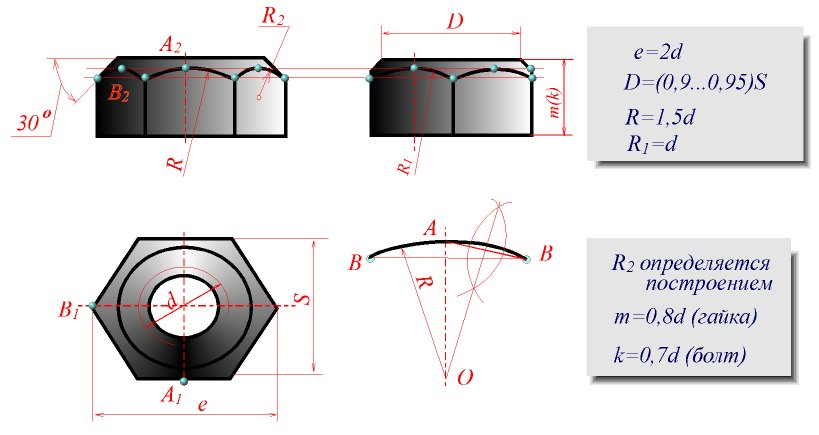 R2
D
A2
B2
30°
R
R1
m(k)
e=2d
D=(0,9...0,95)S
R=1,5d
R1=d
A
B
B
R
O
d
S
B1
A1
e
R2 определяется
построением
m=0,8d (гайка)
k=0,7d (болт)